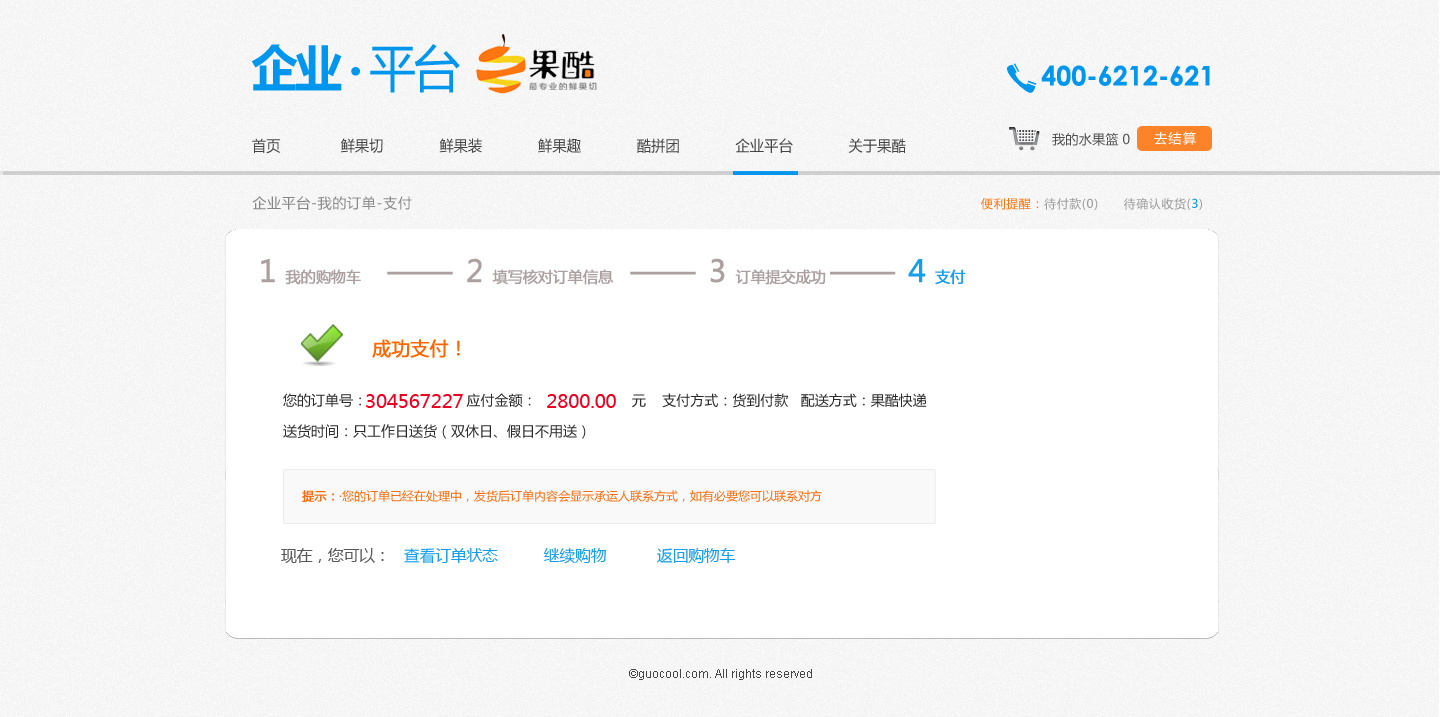 企业·平台 果酷
最专业的鲜果切
400-6212-621
首页 鲜果切 鲜果装 鲜果趣 酷拼团 企业平台 关于果酷 我的水果篮 0 去结算
企业平台-我的订单-支付 便利提醒：待付款(0) 待确认收货(3)
1 我的购物车 2 填写核对订单信息 3 订单提交成功 4 支付
成功支付！
您的订单号：304567227 应付金额： 2800.00 元 支付方式：货到付款 配送方式：果酷快递
送货时间：只工作日送货（双休日、假日不用送）
提示：·您的订单已经在处理中，发货后订单内容会显示承运人联系方式，如有必要您可以联系对方
现在，您可以： 查看订单状态 继续购物 返回购物车
©guocool.com. All rights reserved